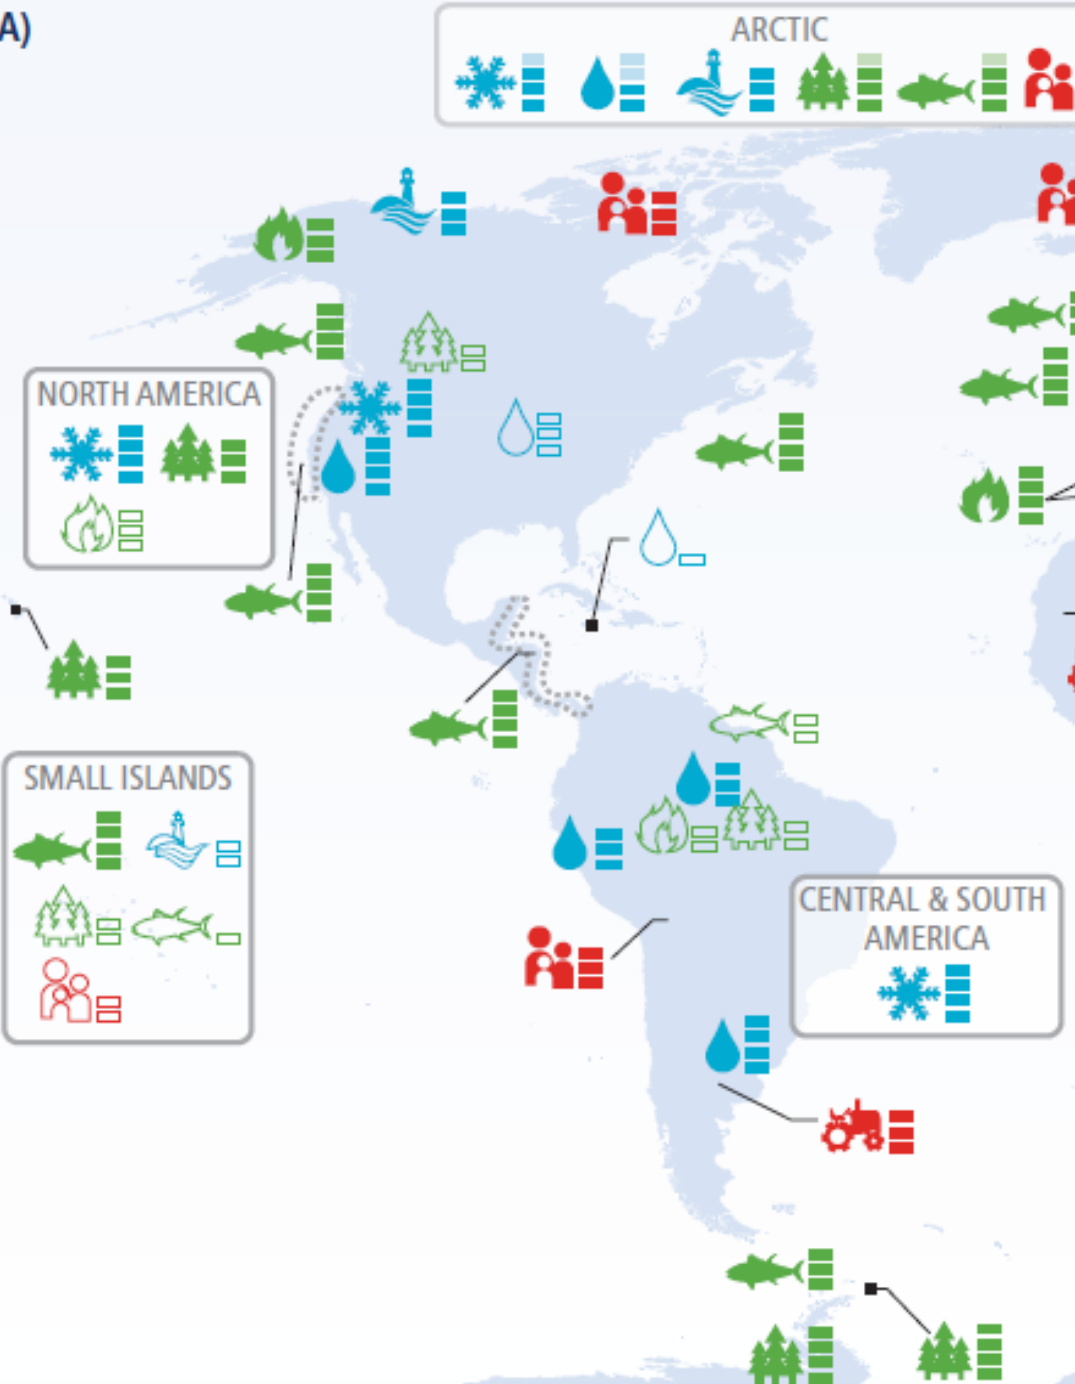 A)
ARCTIC
NORTH AMERICA
SMALL ISLANDS
CENTRAL & SOUTH
AMERICA